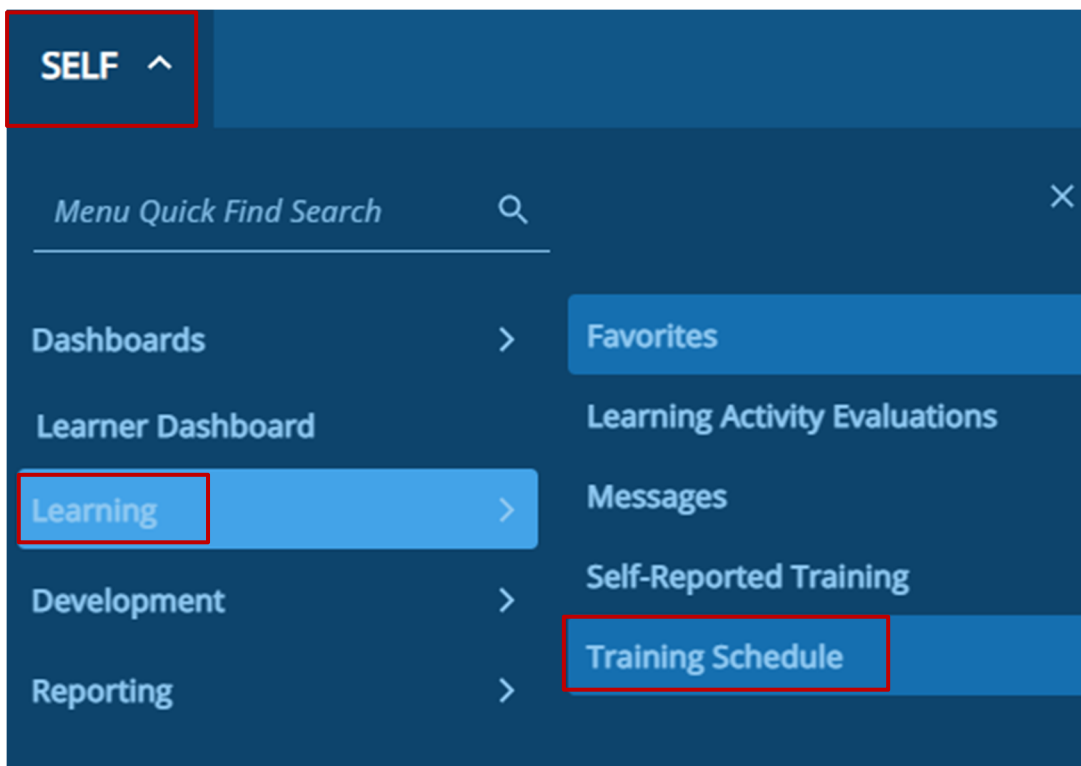 SELF
Menu Quick Find Search
Dashboards
Learner Dashboard
Learning
Development
Reporting
Favorites
Learning Activity Evaluations
Messages
Self-Reported Training
Training Schedule